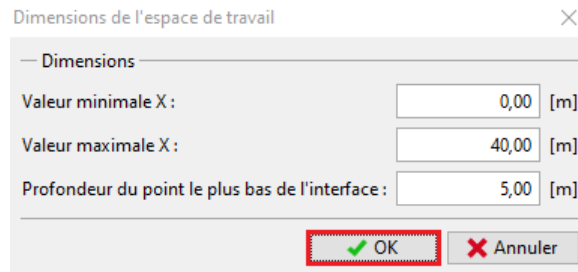 Dimensions de l'espace de travail
Dimensions
Valeur minimale X : 0,00 [m]
Valeur maximale X : 40,00 [m]
Profondeur du point le plus bas de l'interface : 5,00 [m]
OK Annuler